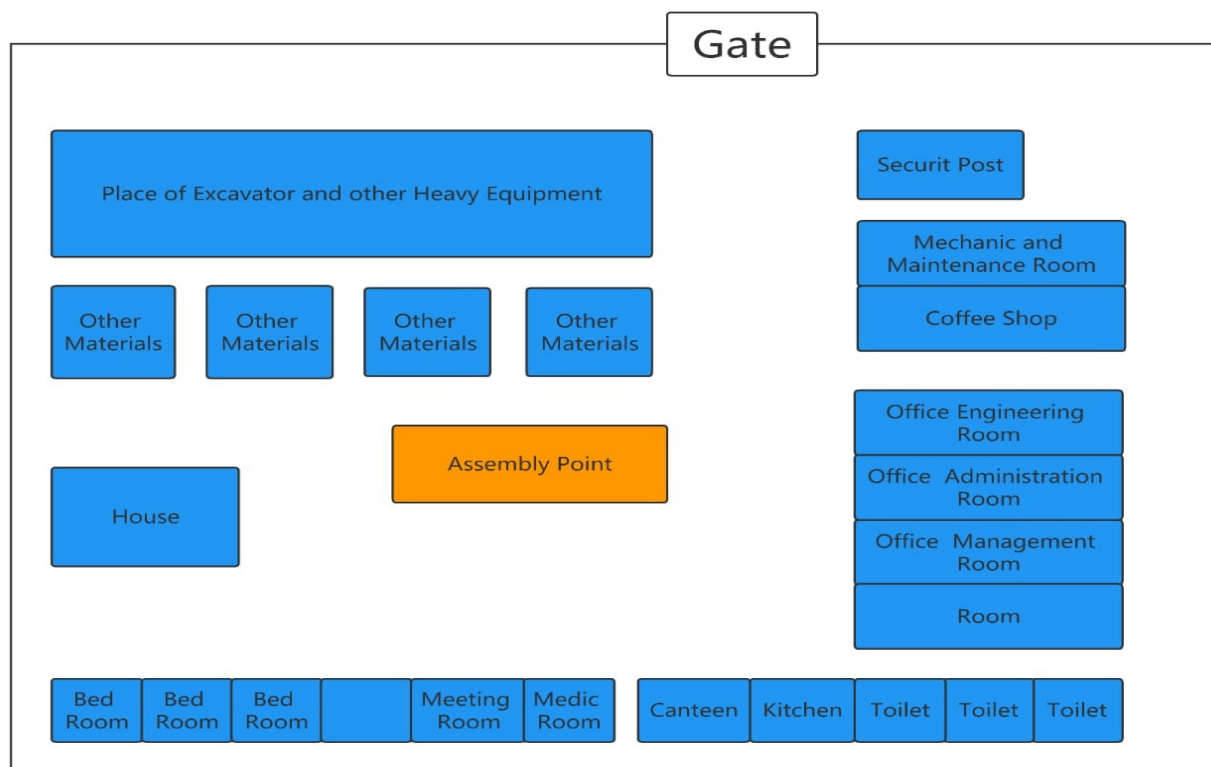 Gate
Place of Excavator and other Heavy Equipment
Securit Post
Mechanic and
Maintenance Room
Coffee Shop
Other
Materials
Other
Materials
Other
Materials
Other
Materials
Office Engineering
Room
Office Administration
Room
Office Management
Room
Room
Assembly Point
House
Bed
Room
Bed
Room
Bed
Room
Meeting
Room
Medic
Room
Canteen
Kitchen
Toilet
Toilet
Toilet